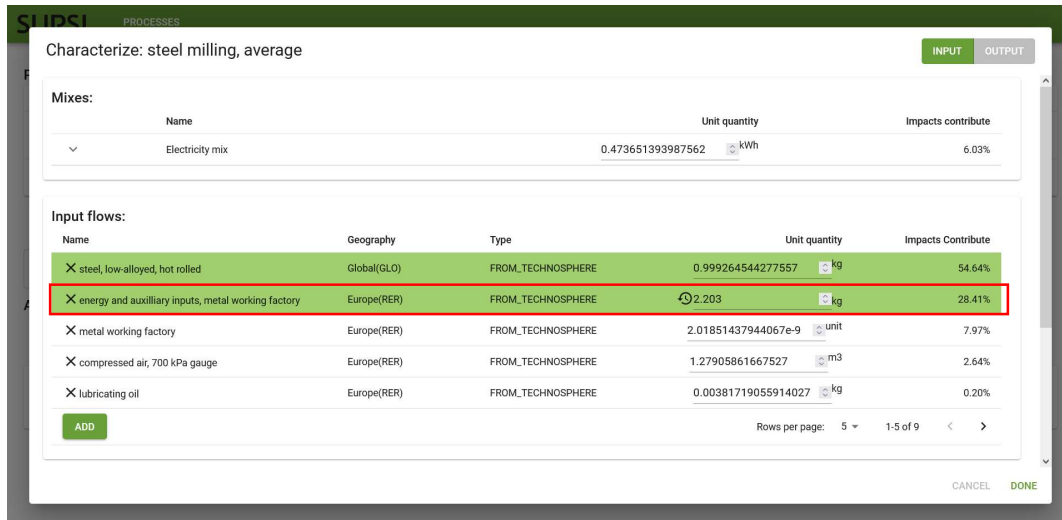 PROCESSES
Characterize: steel milling, average
INPUT OUTPUT
Mixes:
Name Unit quantity Impacts contribute
Electricity mix 0.473651393987562 kWh 6.03%
Input flows:
Name Geography Type Unit quantity Impacts Contribute
steel, low-alloyed, hot rolled Global(GLO) FROM_TECHNOSPHERE 0.999264544277557 kg 54.64%
energy and auxilliary inputs, metal working factory Europe(RER) FROM_TECHNOSPHERE 2.203 kg 28.41%
metal working factory Europe(RER) FROM_TECHNOSPHERE 2.01851437944067e-9 unit 7.97%
compressed air, 700 kPa gauge Europe(RER) FROM_TECHNOSPHERE 1.27905861667527 m3 2.64%
lubricating oil Europe(RER) FROM_TECHNOSPHERE 0.00381719055914027 kg 0.20%
ADD Rows per page: 5 1-5 of 9
CANCEL DONE